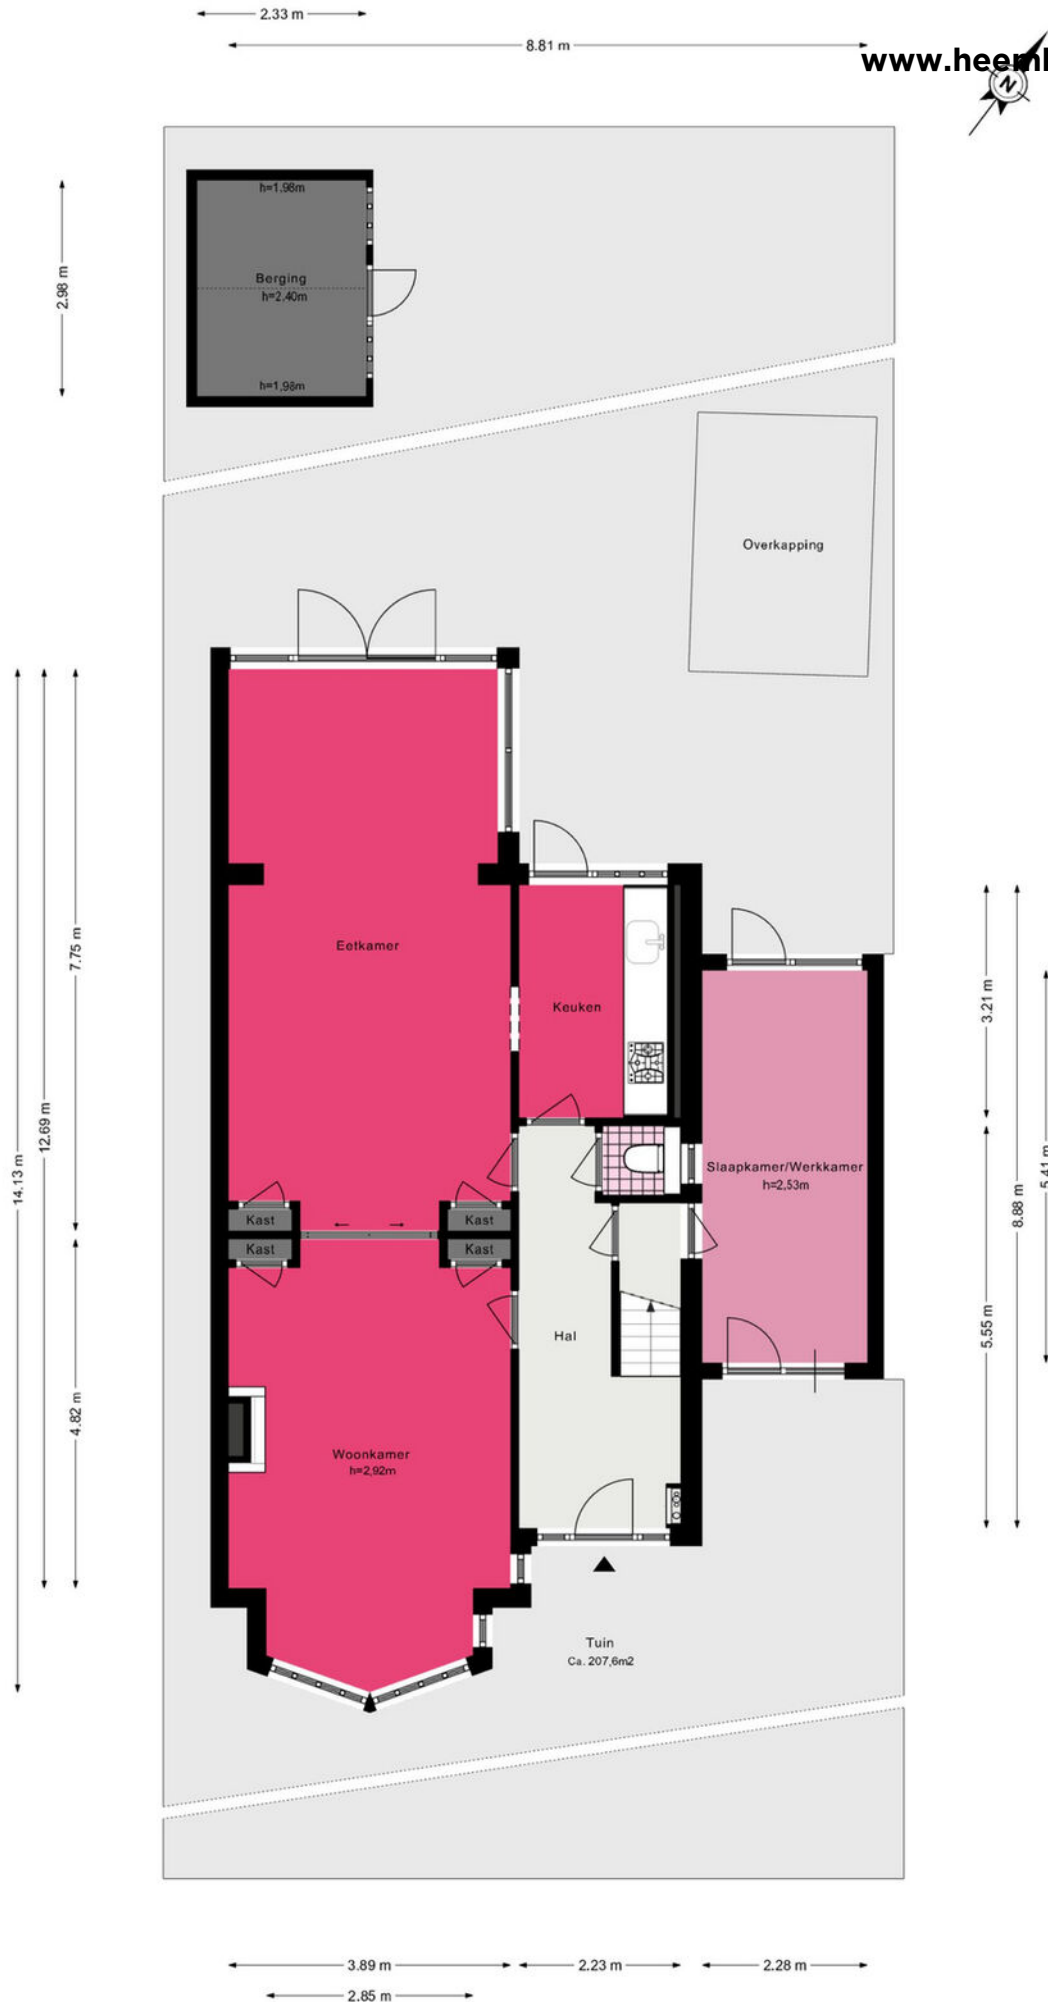 2.33 m
8.81 m
www.heeml
N
h=1.98m
Berging
h=2.40m
h=1,98m
2.98 m
Overkapping
Eetkamer
Keuken
7.75 m
3.21 m
12.69 m
14.13 m
5.41 m
8.88 m
Slaapkamer/Werkkamer
h=2,53m
Kast
Kast
Kast
Kast
Hal
5.55 m
4.82 m
Woonkamer
h=2,92m
Tuin
Ca. 207,6m2
3.89 m
2.23 m
2.28 m
2.85 m